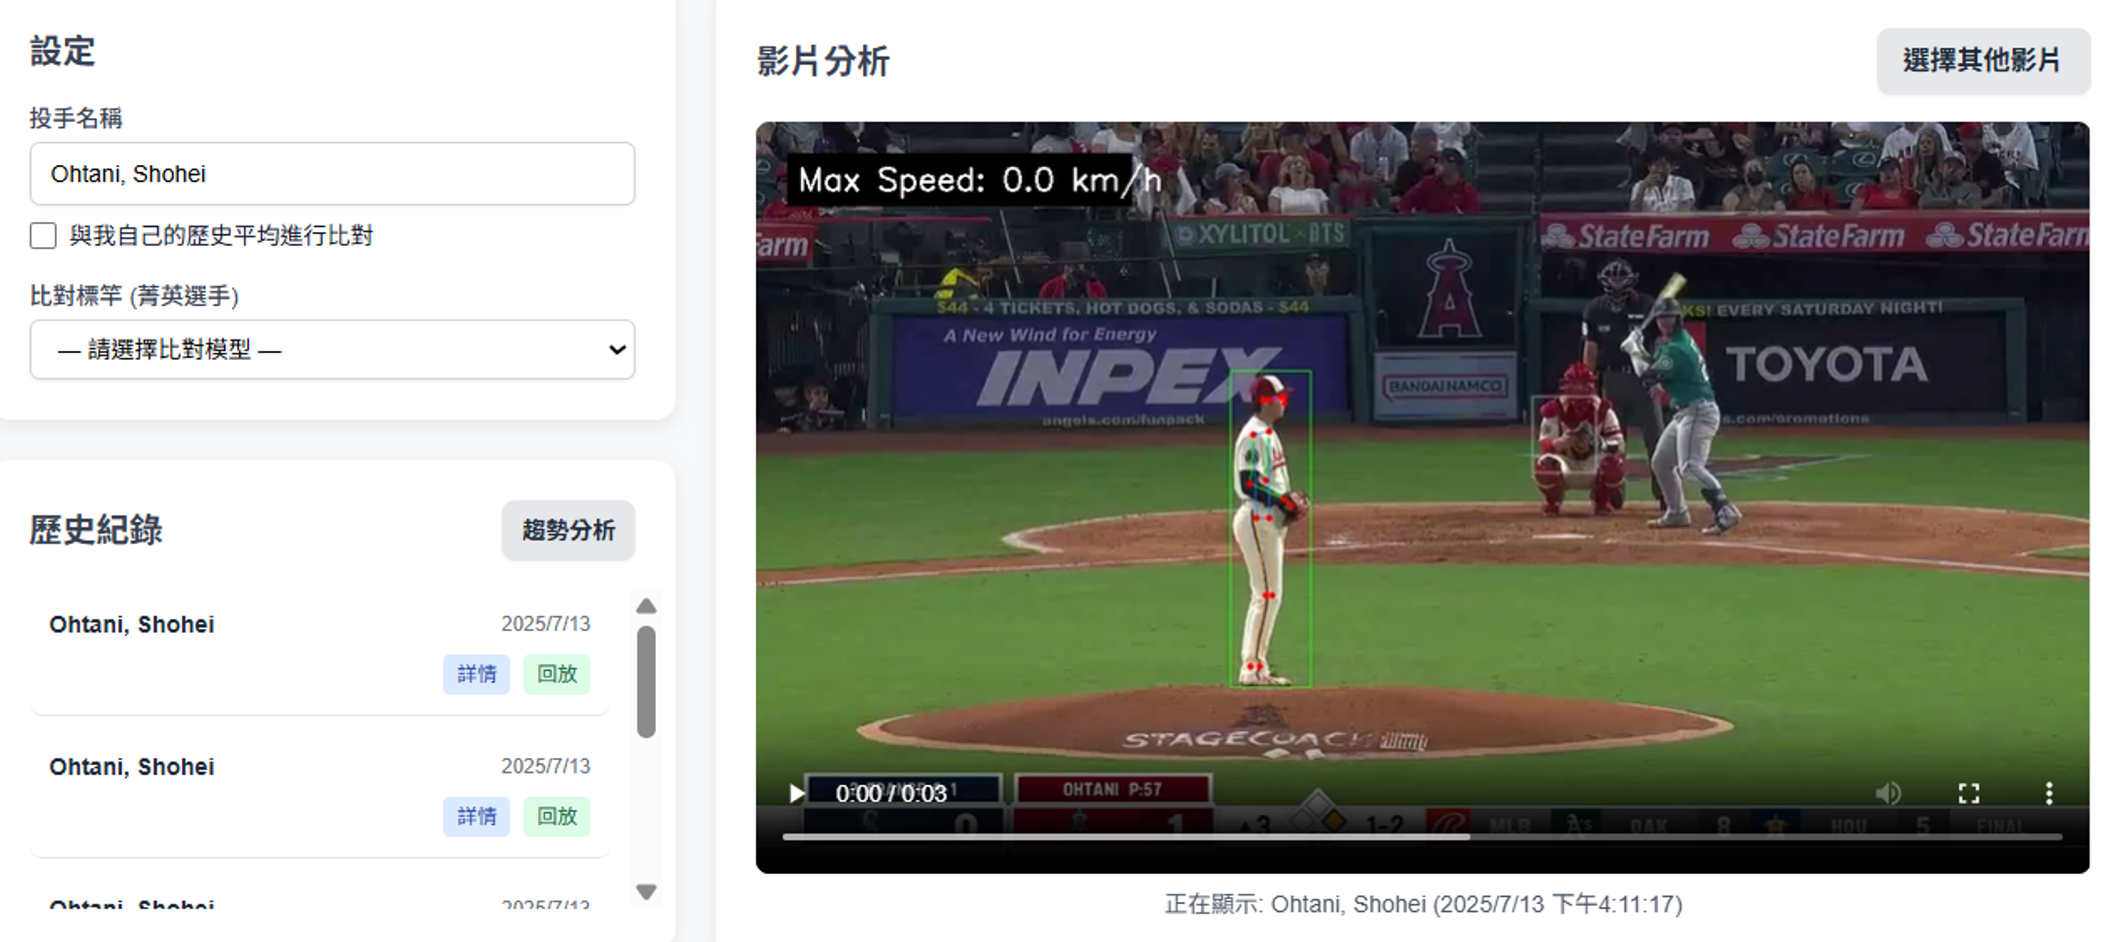 設定
投手名稱
Ohtani, Shohei
與我自己的歷史平均進行比對
比對標竿 (菁英選手)
— 請選擇比對模型 —
歷史紀錄
趨勢分析
Ohtani, Shohei
2025/7/13
詳情
回放
Ohtani, Shohei
2025/7/13
詳情
回放
Ohtani, Shohei
2025/7/13
影片分析
選擇其他影片
Max Speed: 0.0 km/h
XYLITOL DTS
Farm
StateFarm
StateFarm
StateFarm
$44 - 4 TICKETS, HOT DOGS, & SODAS - $44
KS! EVERY SATURDAY NIGHT!
A New Wind for Energy
INPEX
angels.com/funpack
A
BANDAI NAMCO
TOYOTA
s.com/promotions
STAGECOACH
0:00 / 0:03
OHTANI P:57
0
1
3
1-2
MLB
A's
OAK
8
HOU
5
FINAL
正在顯示: Ohtani, Shohei (2025/7/13 下午4:11:17)